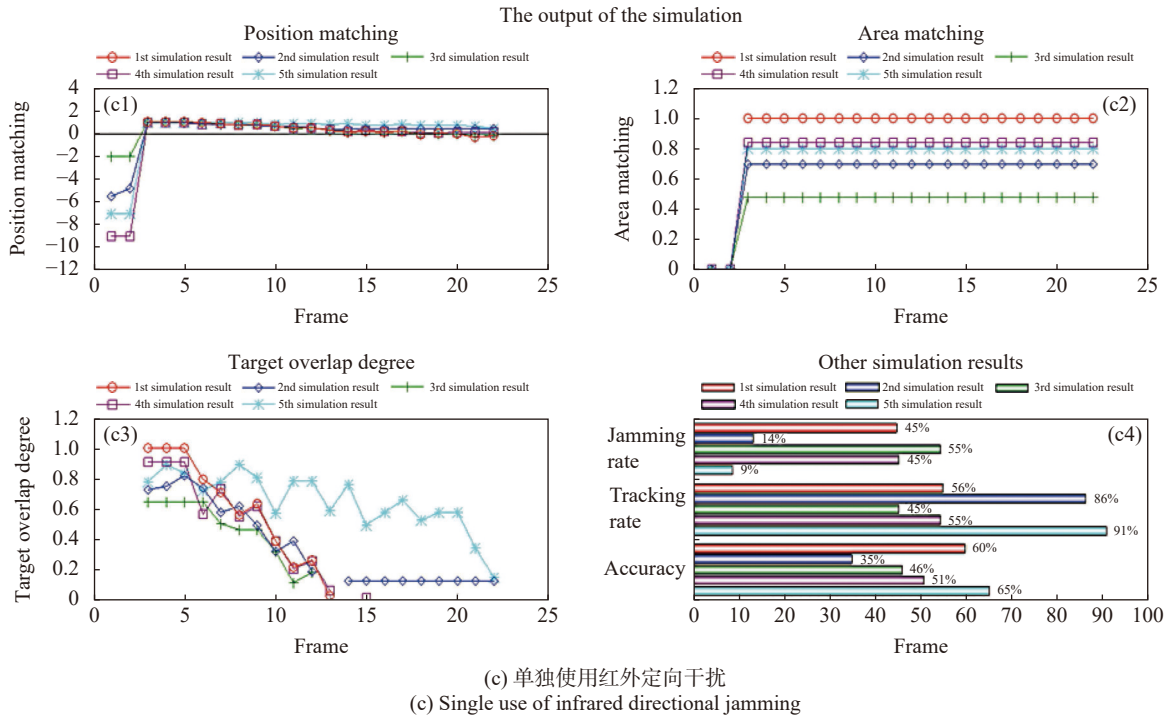 The output of the simulation
Position matching
1st simulation result 2nd simulation result 3rd simulation result
4th simulation result 5th simulation result
(c1)
Position matching
4
2
0
−2
−4
−6
−8
−10
−12
0 5 10 15 20 25
Frame
Area matching
1st simulation result 2nd simulation result 3rd simulation result
4th simulation result 5th simulation result
(c2)
Area matching
1.2
1.0
0.8
0.6
0.4
0.2
0
0 5 10 15 20 25
Frame
Target overlap degree
1st simulation result 2nd simulation result 3rd simulation result
4th simulation result 5th simulation result
(c3)
Target overlap degree
1.2
1.0
0.8
0.6
0.4
0.2
0
0 5 10 15 20 25
Frame
Other simulation results
1st simulation result 2nd simulation result 3rd simulation result
4th simulation result 5th simulation result
(c4)
Jamming rate
45%
14%
55%
45%
9%
Tracking rate
56%
86%
45%
55%
91%
Accuracy
60%
35%
46%
51%
65%
0 10 20 30 40 50 60 70 80 90 100
Frame
(c) 单独使用红外定向干扰
(c) Single use of infrared directional jamming